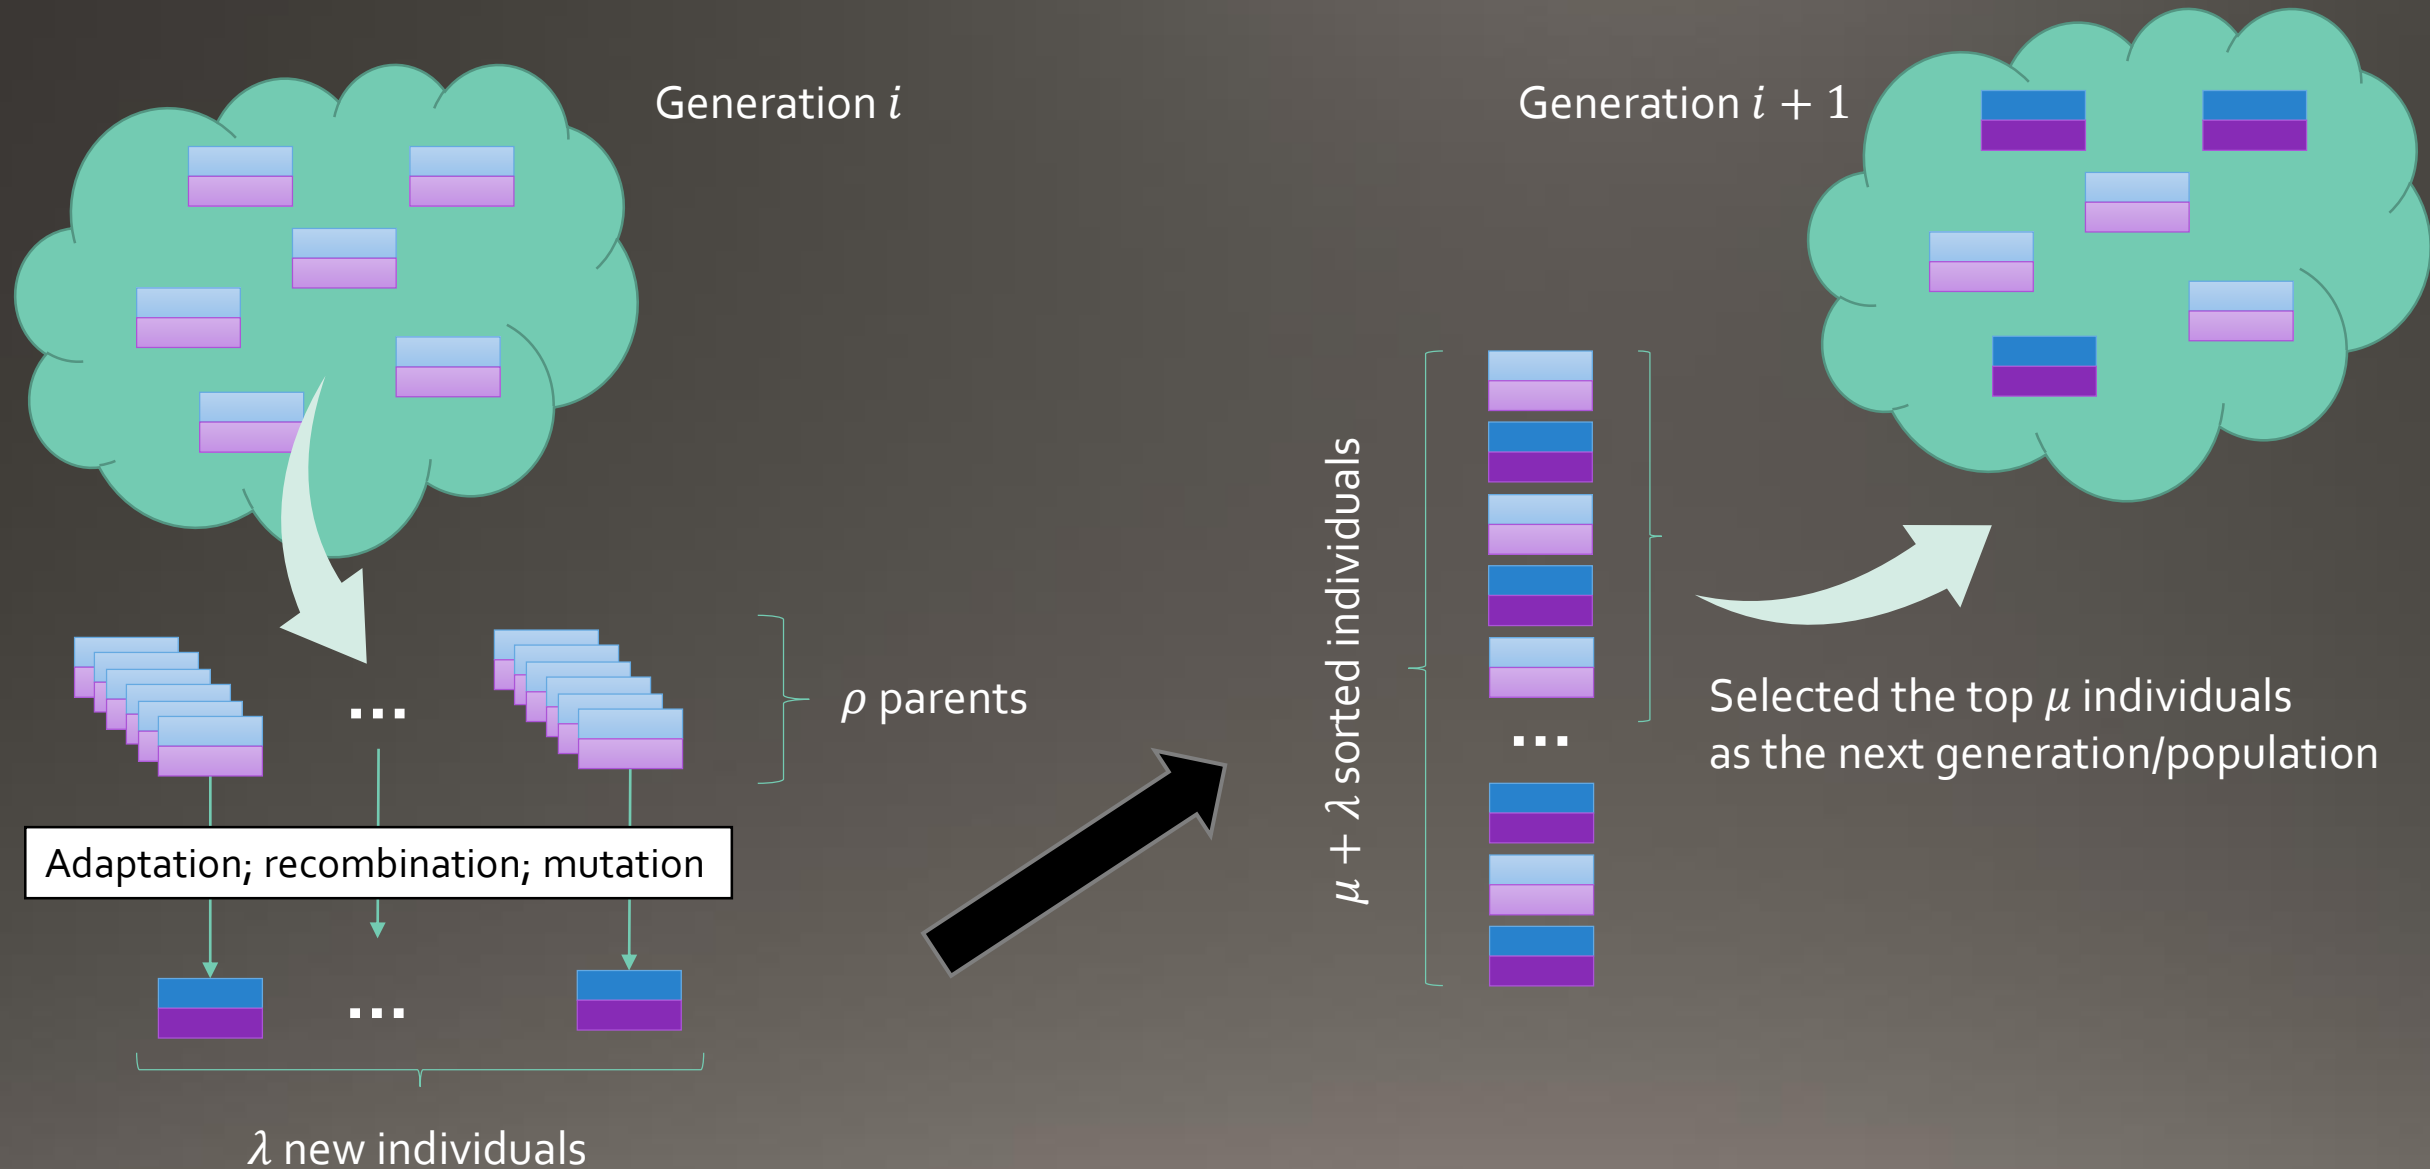 Generation 𝑖
Generation 𝑖 + 1
𝜌 parents
Adaptation; recombination; mutation
𝜆 new individuals
𝜇 + 𝜆 sorted individuals
Selected the top 𝜇 individuals
as the next generation/population